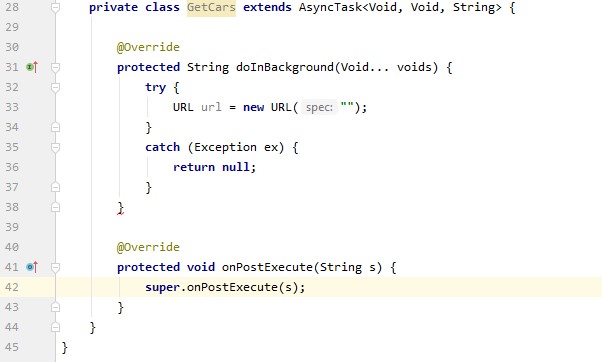 28 private class GetCars extends AsyncTask<Void, Void, String> {
29
30 @Override
31 protected String doInBackground(Void... voids) {
32 try {
33 URL url = new URL( spec: "");
34 }
35 catch (Exception ex) {
36 return null;
37 }
38 }
39
40 @Override
41 protected void onPostExecute(String s) {
42 super.onPostExecute(s);
43 }
44 }
45 }